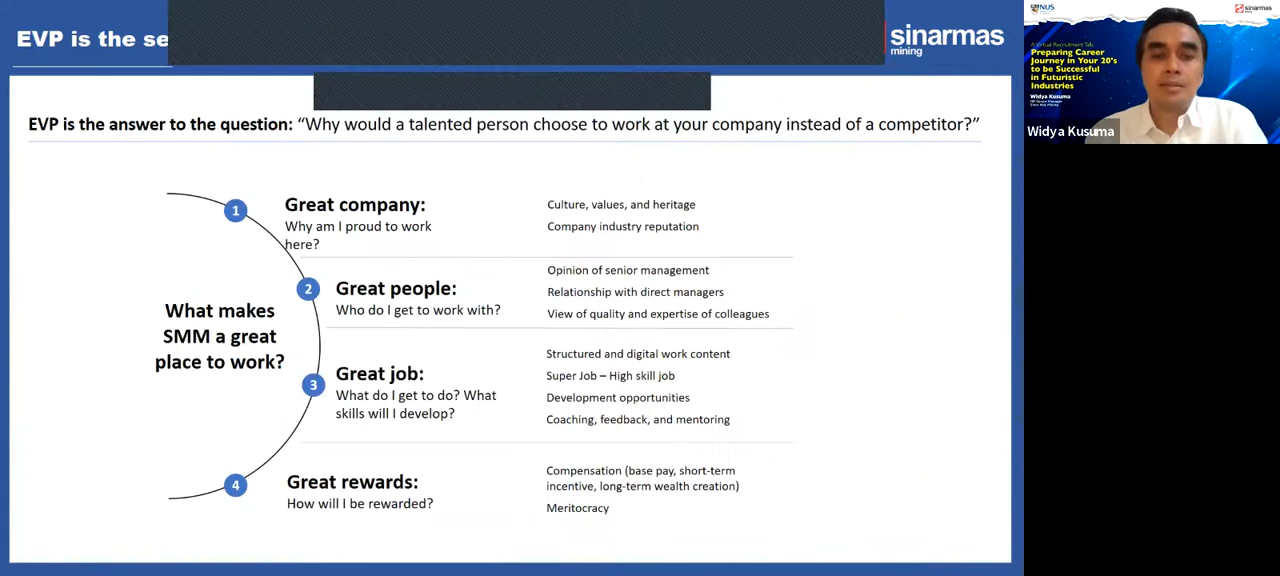 EVP is the se
sinarmas
mining
EVP is the answer to the question: “Why would a talented person choose to work at your company instead of a competitor?”
What makes
SMM a great
place to work?
1
Great company:
Why am I proud to work
here?
Culture, values, and heritage
Company industry reputation
2
Great people:
Who do I get to work with?
Opinion of senior management
Relationship with direct managers
View of quality and expertise of colleagues
3
Great job:
What do I get to do? What
skills will I develop?
Structured and digital work content
Super Job – High skill job
Development opportunities
Coaching, feedback, and mentoring
4
Great rewards:
How will I be rewarded?
Compensation (base pay, short-term
incentive, long-term wealth creation)
Meritocracy
NUS
sinarmas
A Virtual Recruitment Talk
Preparing Career
Journey in Your 20's
to be Successful
in Futuristic
Industries
Widya Kusuma
Widya Kusuma